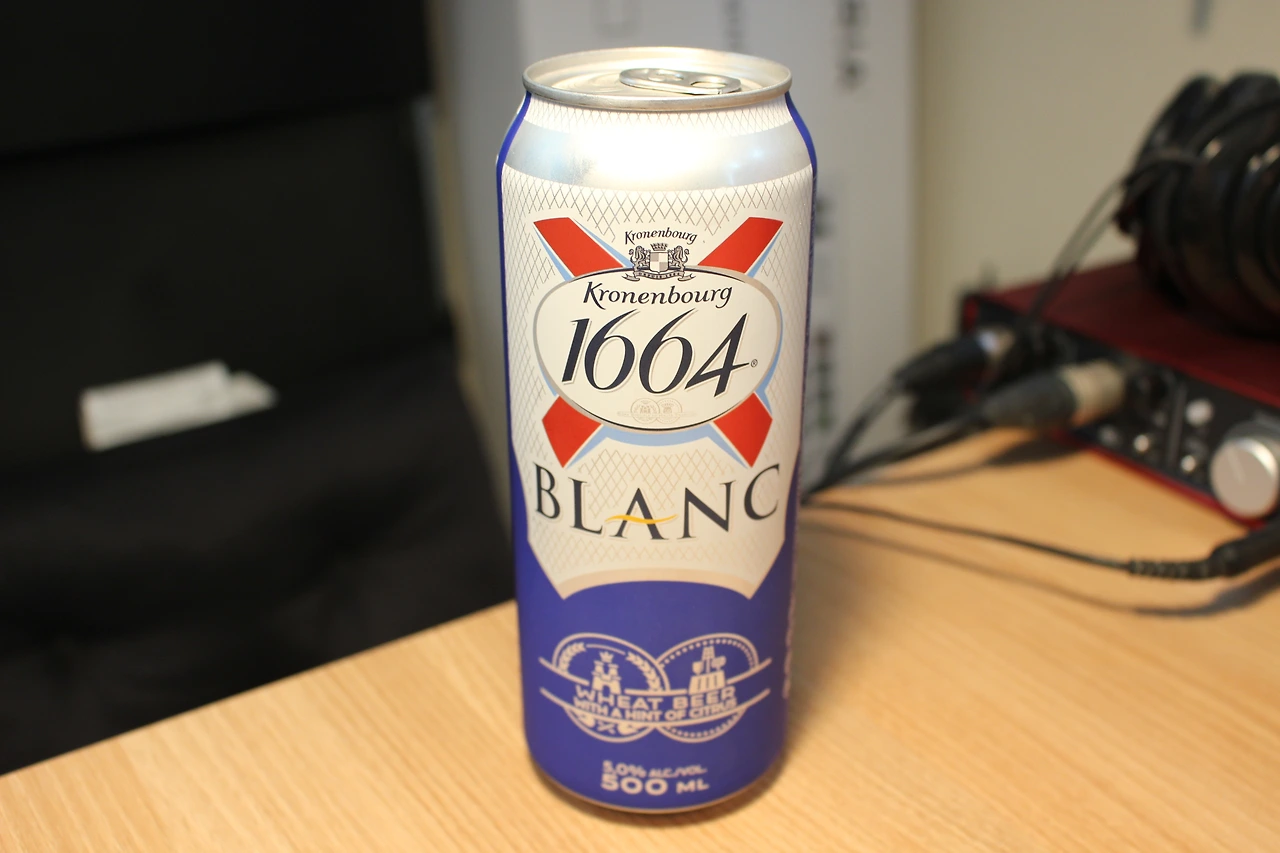 Kronenbourg
Kronenbourg
1664®
BLANC
WHEAT BEER
WITH A HINT OF CITRUS
5.0% ALC./VOL.
500 ML